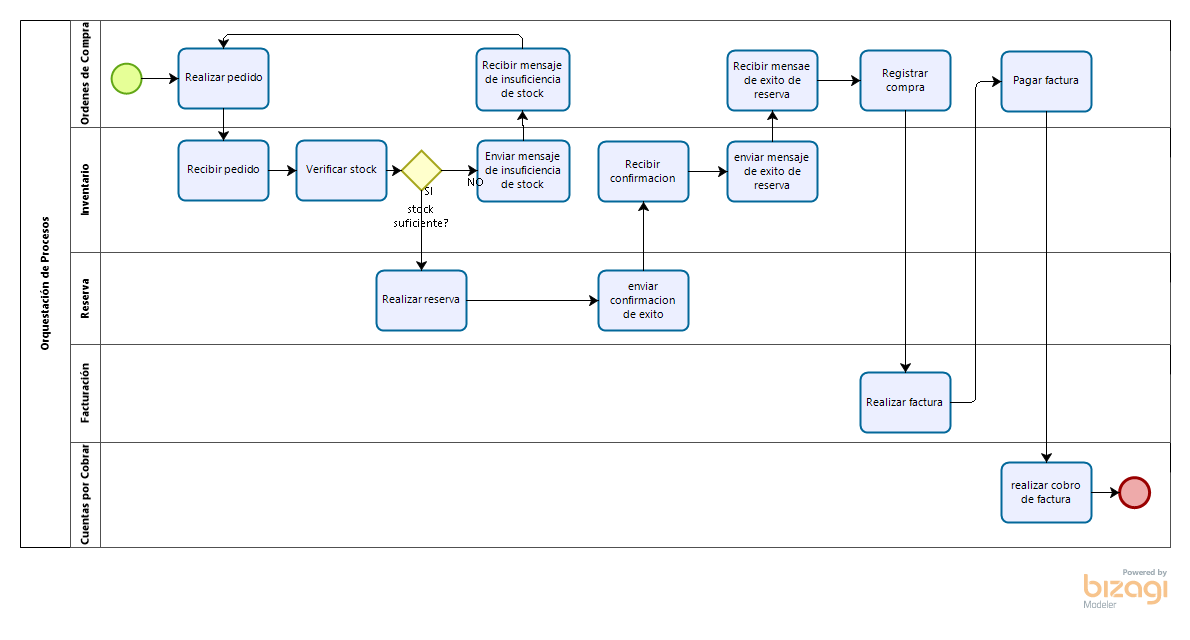 Orquestación de Procesos
Ordenes de Compra
Realizar pedido
Recibir mensaje
de insuficiencia
de stock
Recibir mensae
de exito de
reserva
Registrar
compra
Pagar factura
Inventario
Recibir pedido
Verificar stock
SI
stock
suficiente?
NO
Enviar mensaje
de insuficiencia
de stock
Recibir
confirmacion
enviar mensaje
de exito de
reserva
Reserva
Realizar reserva
enviar
confirmacion
de exito
Facturación
Realizar factura
Cuentas por Cobrar
realizar cobro
de factura
Powered by
bizagi
Modeler